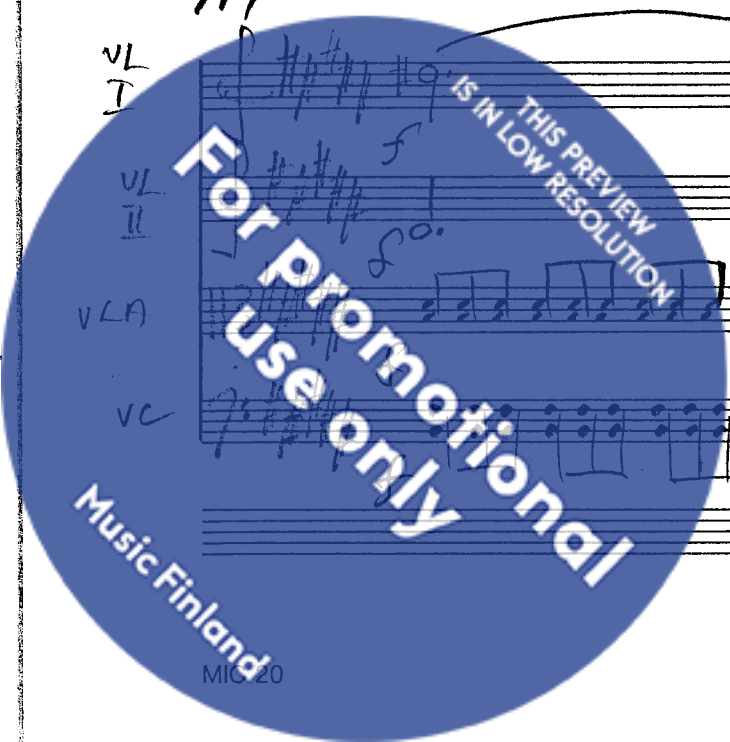 VL
I
f
VL
II
f
VLA
VC
THIS PREVIEW
IS IN LOW RESOLUTION
For promotional
use only
Music Finland
MIC 20